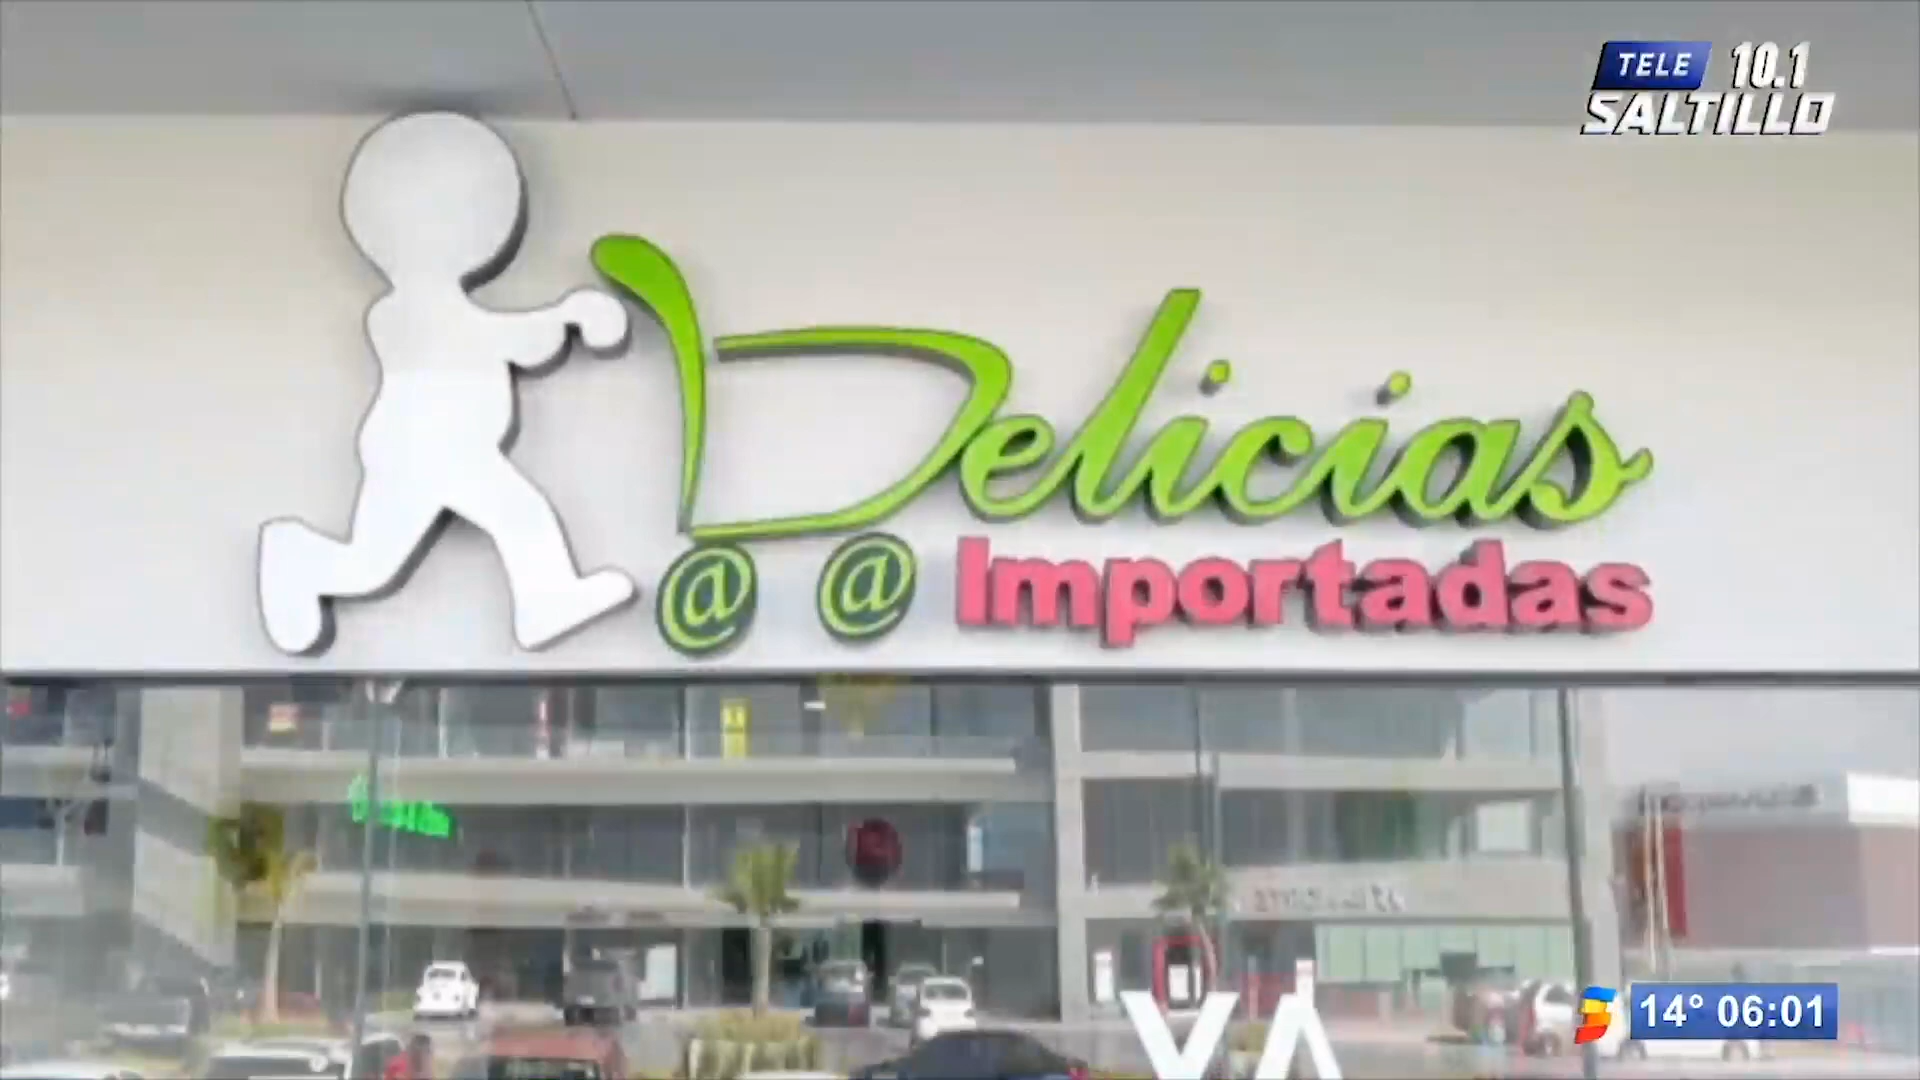 TELE 10.1
SALTILLO
Delicias
@ @ Importadas
14° 06:01